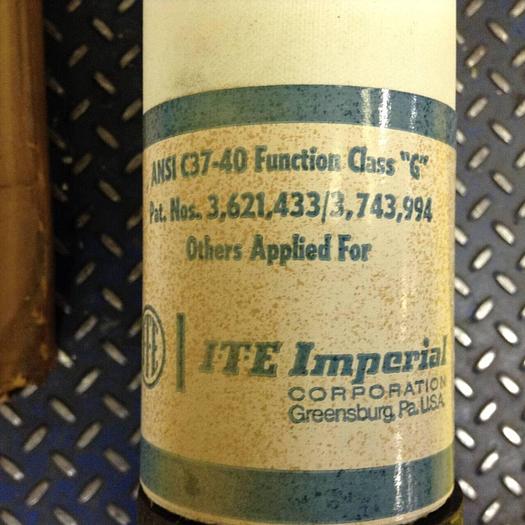 ANSI C37-40 Function Class "G"
Pat. Nos. 3,621,433/3,743,994
Others Applied For
ITE
I-T-E Imperial
CORPORATION
Greensburg, Pa. U.S.A.